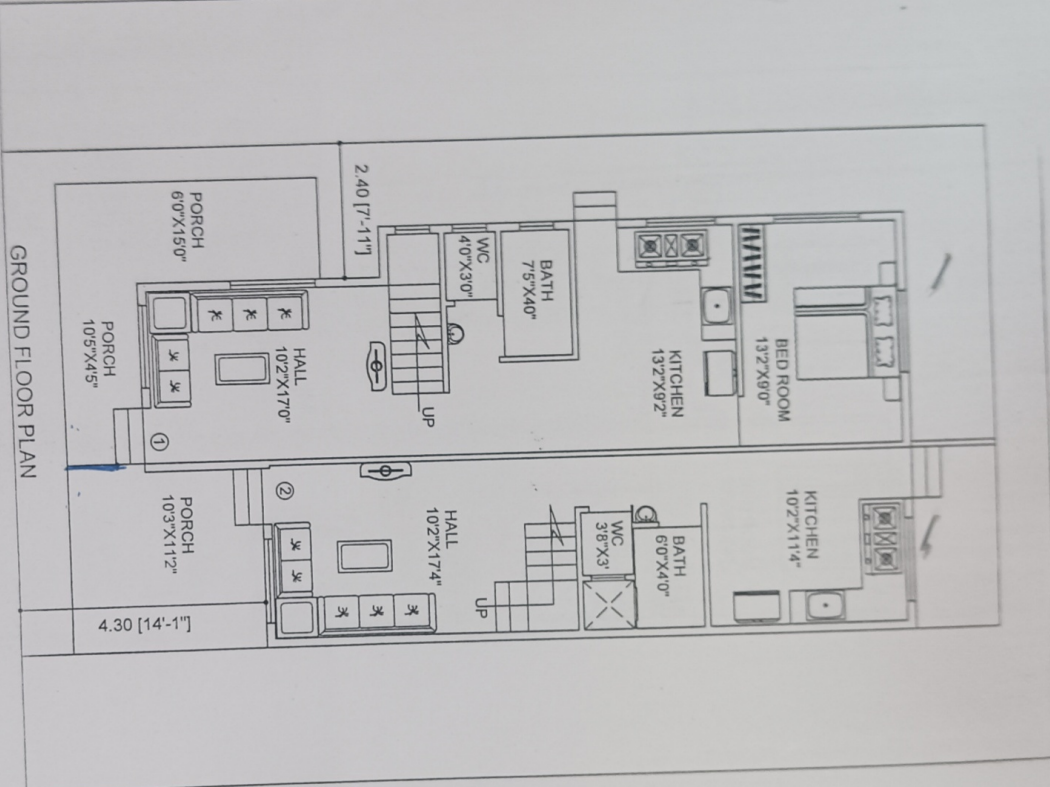 PORCH
6'0"X15'0"
2.40 [7'-11"]
WC
4'0"X3'0"
BATH
7'5"X40"
KITCHEN
13'2"X9'2"
BED ROOM
13'2"X9'0"
HALL
10'2"X17'0"
UP
PORCH
10'5"X4'5"
1
2
PORCH
10'3"X11'2"
HALL
10'2"X17'4"
UP
WC
3'8"X3'
BATH
6'0"X4'0"
KITCHEN
10'2"X11'4"
4.30 [14'-1"]
GROUND FLOOR PLAN